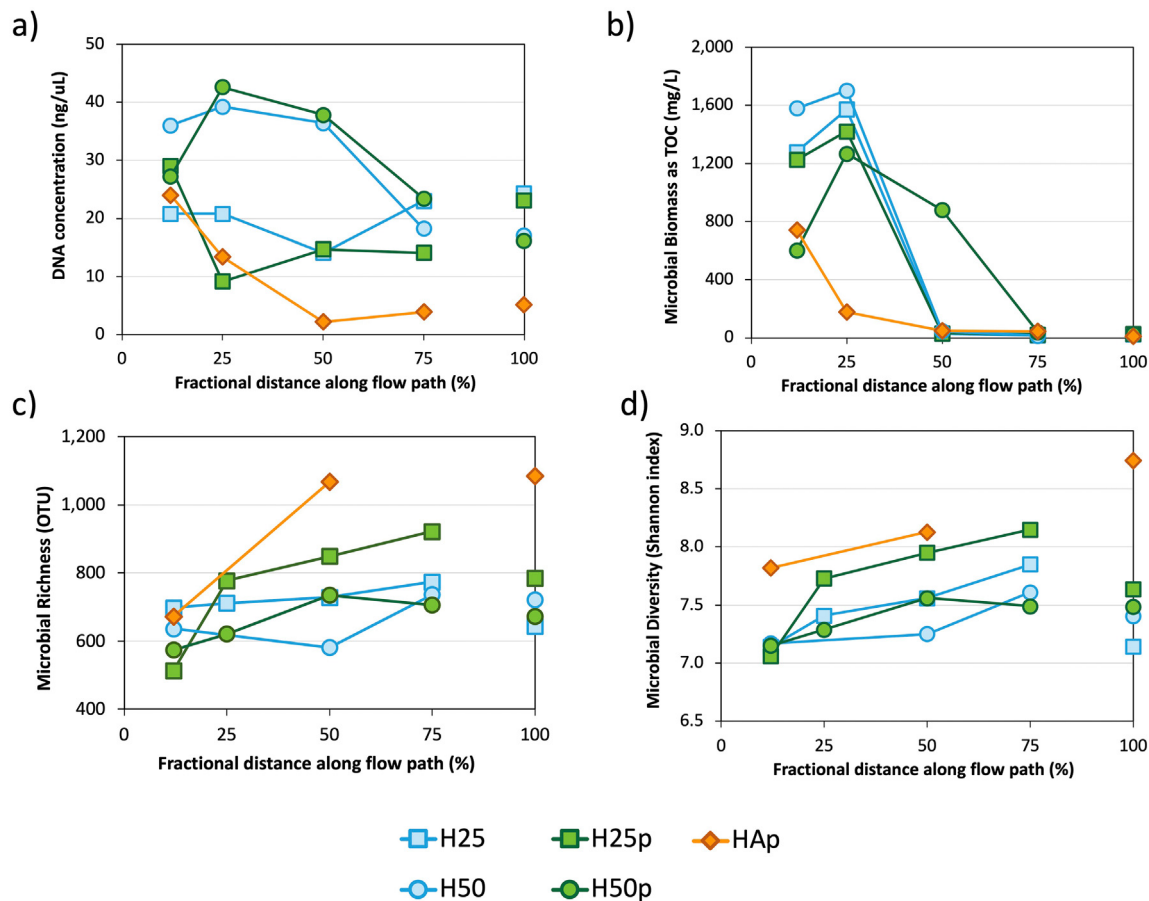 a)
50
40
30
20
10
0
DNA concentration (ng/uL)
0 25 50 75 100
Fractional distance along flow path (%)
b)
2,000
1,600
1,200
800
400
0
Microbial Biomass as TOC (mg/L)
0 25 50 75 100
Fractional distance along flow path (%)
c)
1,200
1,000
800
600
400
Microbial Richness (OTU)
0 25 50 75 100
Fractional distance along flow path (%)
d)
9.0
8.5
8.0
7.5
7.0
6.5
Microbial Diversity (Shannon index)
0 25 50 75 100
Fractional distance along flow path (%)
H25 H25p HAp
H50 H50p